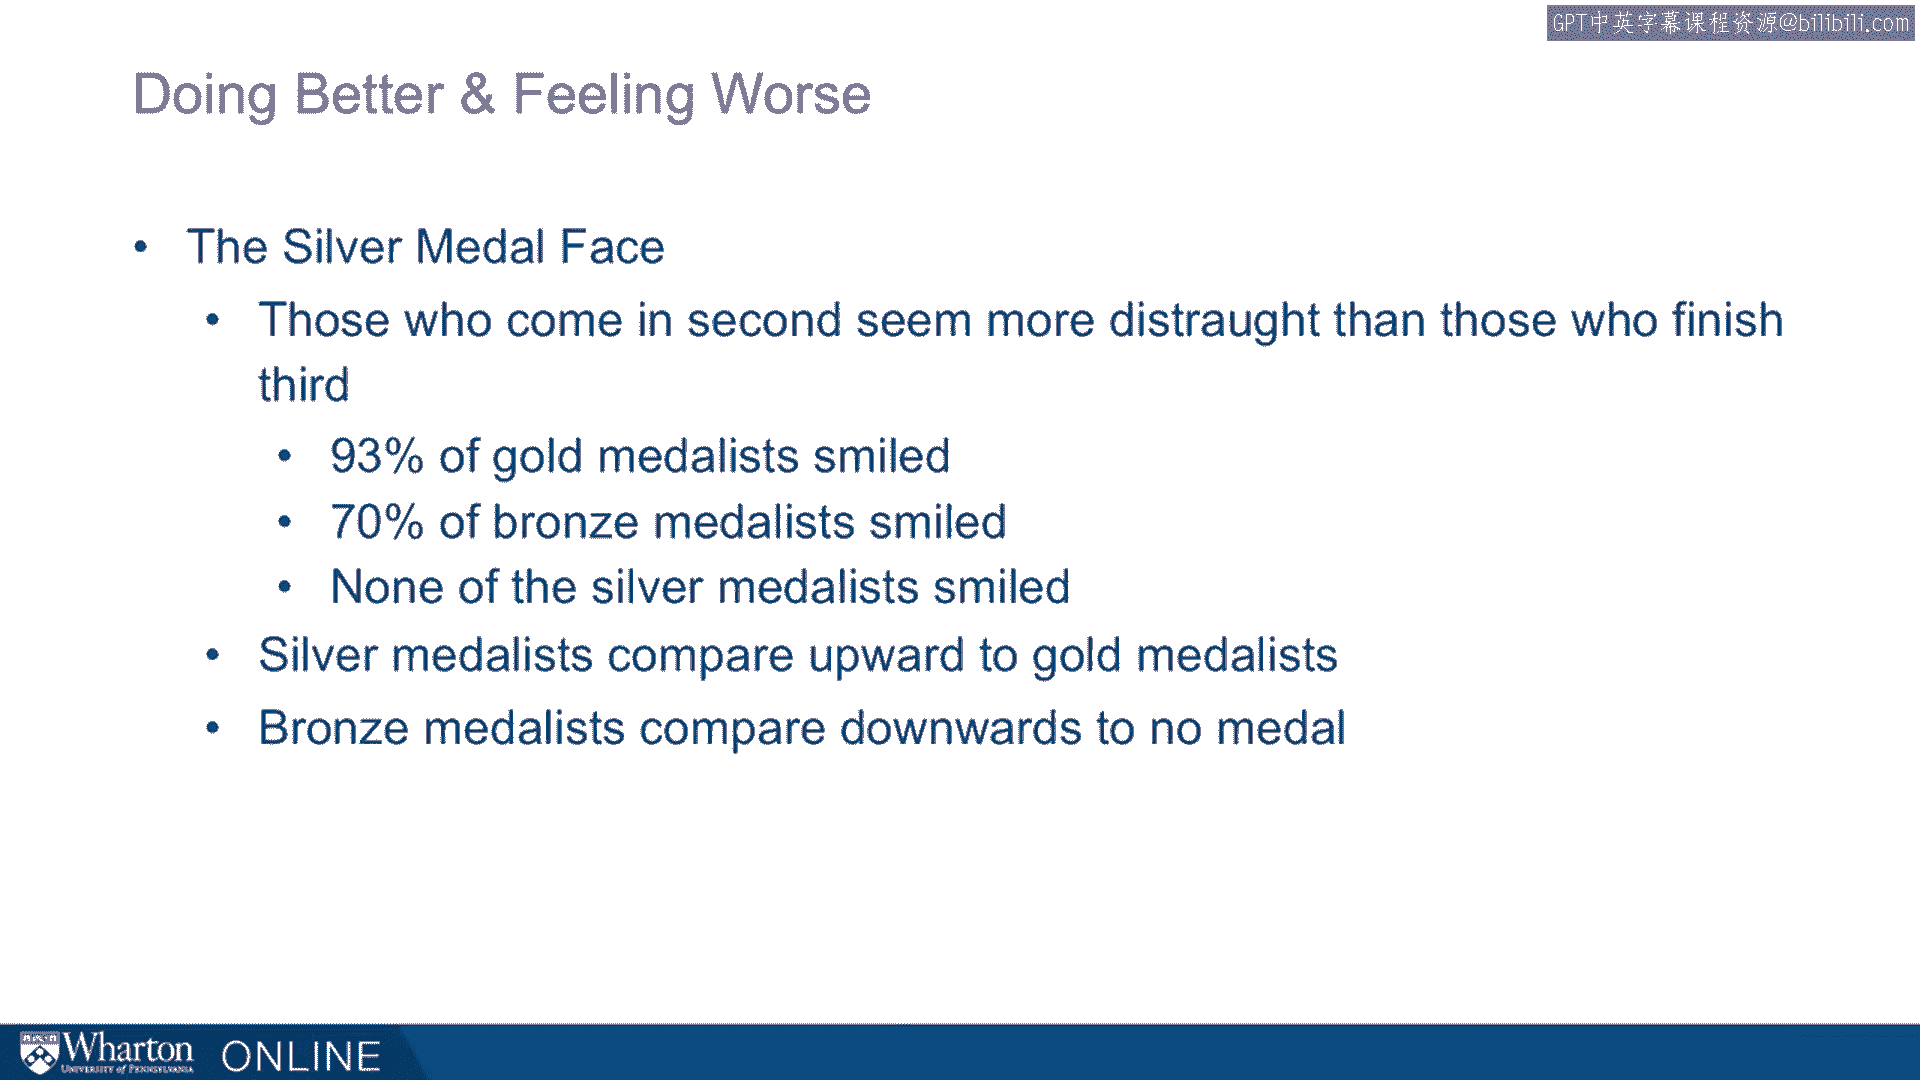 GPT中英字幕课程资源@bilibili.com
Doing Better & Feeling Worse
• The Silver Medal Face
• Those who come in second seem more distraught than those who finish
third
• 93% of gold medalists smiled
• 70% of bronze medalists smiled
• None of the silver medalists smiled
• Silver medalists compare upward to gold medalists
• Bronze medalists compare downwards to no medal
Wharton ONLINE
UNIVERSITY of PENNSYLVANIA